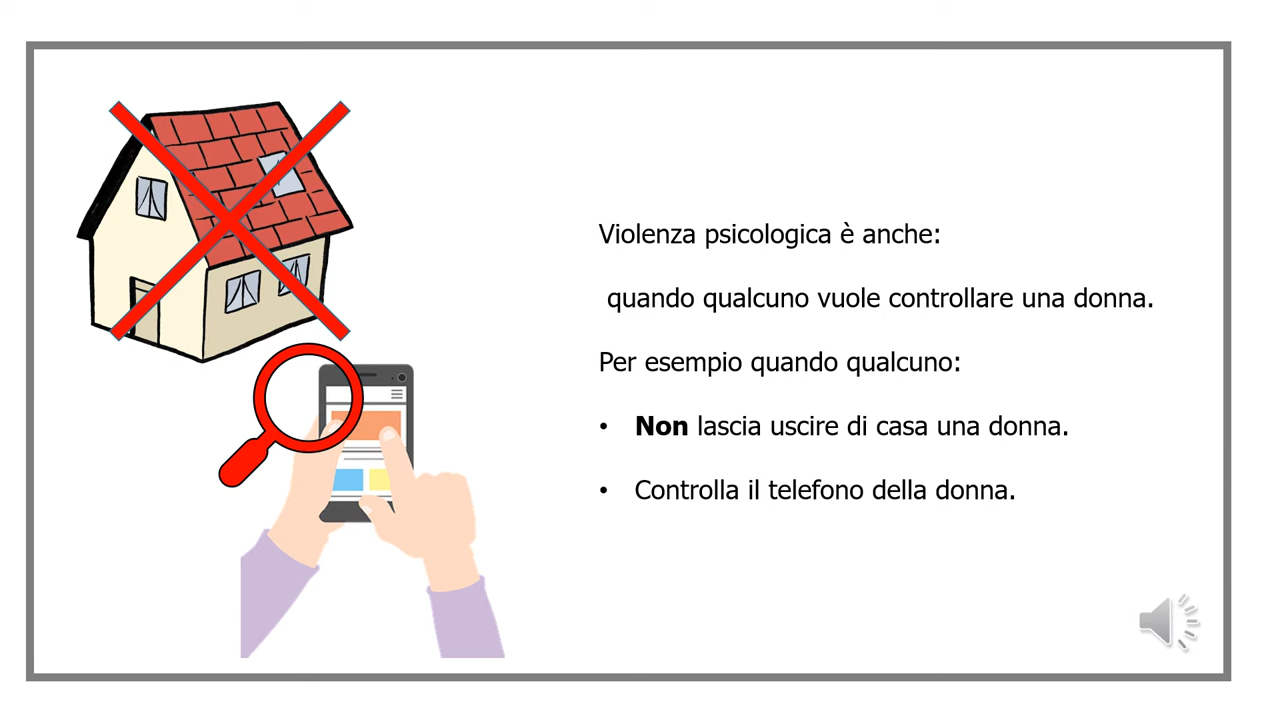 Violenza psicologica è anche:
quando qualcuno vuole controllare una donna.
Per esempio quando qualcuno:
• Non lascia uscire di casa una donna.
• Controlla il telefono della donna.